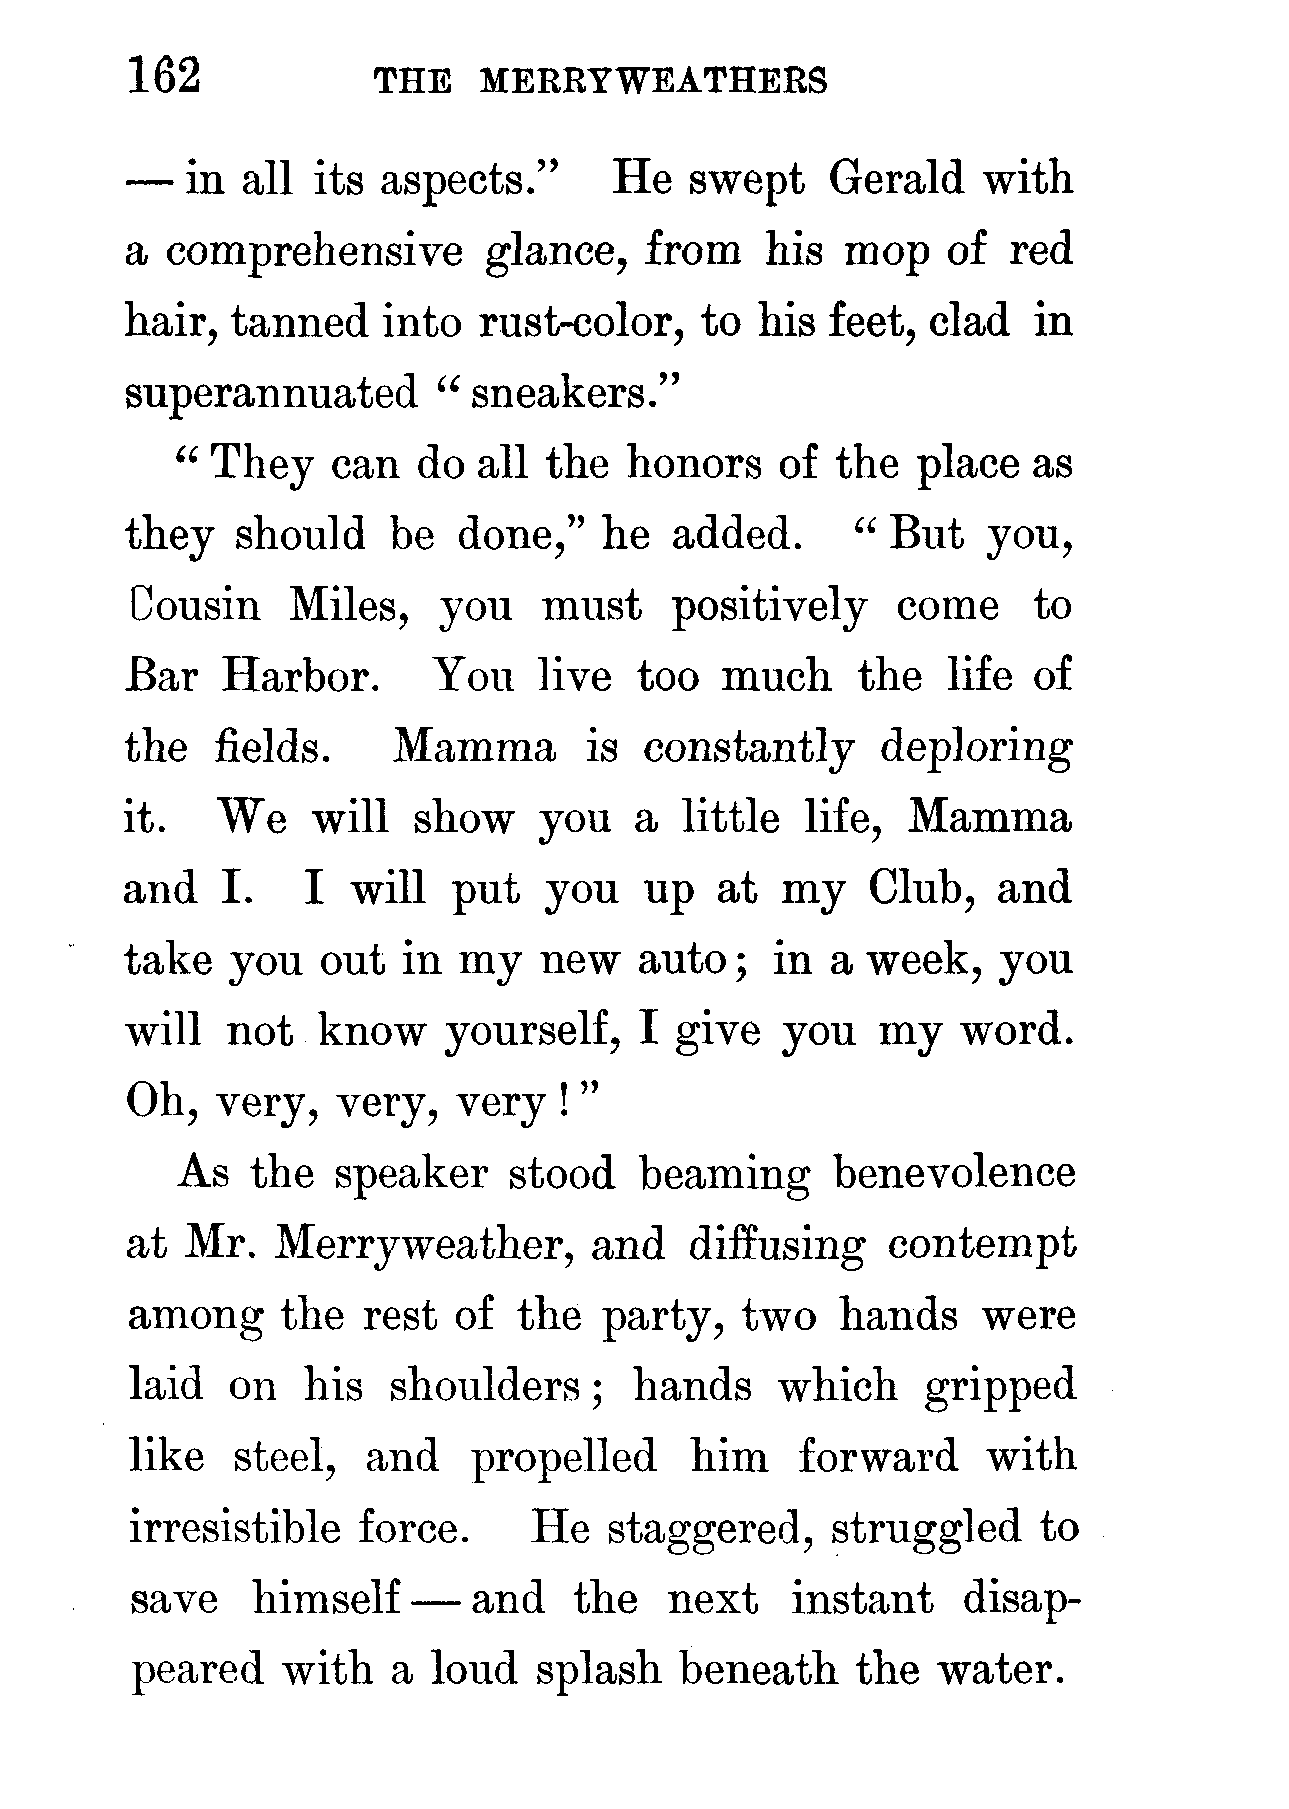 162 THE MERRYWEATHERS
— in all its aspects.” He swept Gerald with
a comprehensive glance, from his mop of red
hair, tanned into rust-color, to his feet, clad in
superannuated “ sneakers.”
“ They can do all the honors of the place as
they should be done,” he added. “ But you,
Cousin Miles, you must positively come to
Bar Harbor. You live too much the life of
the fields. Mamma is constantly deploring
it. We will show you a little life, Mamma
and I. I will put you up at my Club, and
take you out in my new auto ; in a week, you
will not know yourself, I give you my word.
Oh, very, very, very ! ”
As the speaker stood beaming benevolence
at Mr. Merryweather, and diffusing contempt
among the rest of the party, two hands were
laid on his shoulders ; hands which gripped
like steel, and propelled him forward with
irresistible force. He staggered, struggled to
save himself — and the next instant disap-
peared with a loud splash beneath the water.